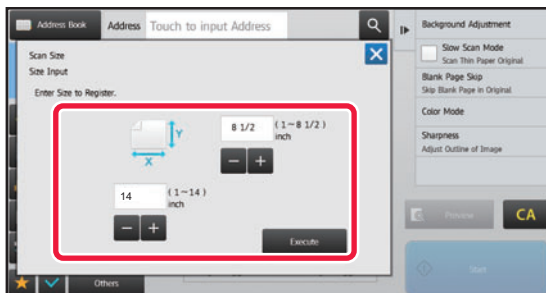 Address Book
Address
Touch to input Address
Background Adjustment
Scan Size
Size Input
Enter Size to Register.
Y
X
8 1/2
( 1~8 1/2 )
inch
14
( 1~14 )
inch
Execute
Slow Scan Mode
Scan Thin Paper Original
Blank Page Skip
Skip Blank Page in Original
Color Mode
Sharpness
Adjust Outline of Image
Preview
CA
Start
Others